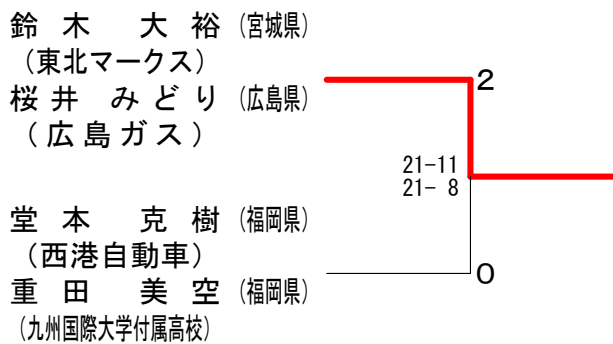 鈴木 大裕 (宮城県)
(東北マークス)
桜井 みどり (広島県)
(広島ガス)
2
21-11
21- 8
堂本 克樹 (福岡県)
(西港自動車)
重田 美空 (福岡県)
(九州国際大学付属高校)
0